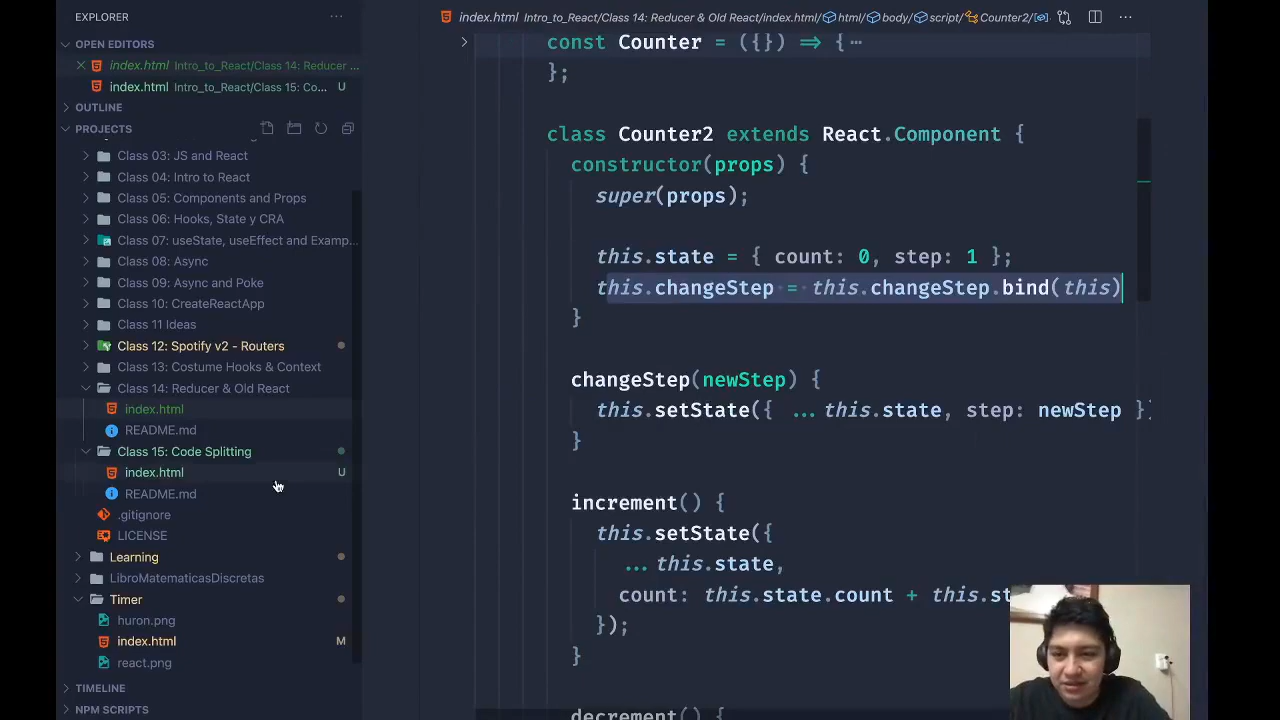 EXPLORER
OPEN EDITORS
index.html Intro_to_React/Class 14: Reducer ...
index.html Intro_to_React/Class 15: Co... U
OUTLINE
PROJECTS
Class 03: JS and React
Class 04: Intro to React
Class 05: Components and Props
Class 06: Hooks, State y CRA
Class 07: useState, useEffect and Examp...
Class 08: Async
Class 09: Async and Poke
Class 10: CreateReactApp
Class 11 Ideas
Class 12: Spotify v2 - Routers
Class 13: Costume Hooks & Context
Class 14: Reducer & Old React
index.html
README.md
Class 15: Code Splitting
index.html U
README.md
.gitignore
LICENSE
Learning
LibroMatematicasDiscretas
Timer
huron.png
index.html M
react.png
TIMELINE
NPM SCRIPTS
index.html Intro_to_React/Class 14: Reducer & Old React/index.html/html/body/script/Counter2/
const Counter = ({}) => { ...
};
class Counter2 extends React.Component {
constructor(props) {
super(props);
this.state = { count: 0, step: 1 };
this.changeStep = this.changeStep.bind(this)
}
changeStep(newStep) {
this.setState({ ...this.state, step: newStep })
}
increment() {
this.setState({
...this.state,
count: this.state.count + this.st
});
}
decrement() {